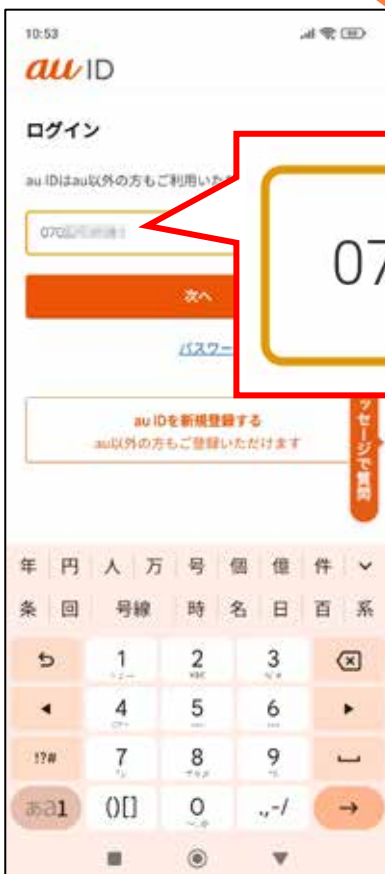 10:53
au ID
ログイン
au IDはau以外の方もご利用いた
070
07
次へ
パスワー
au IDを新規登録する
au以外の方もご登録いただけます
ッセージで質問
年 円 人 万 号 個 億 件
条 回 号線 時 名 日 百 系
1 2 3
4 5 6
!?# 7 8 9
あa1 ()[] 0 .,-/